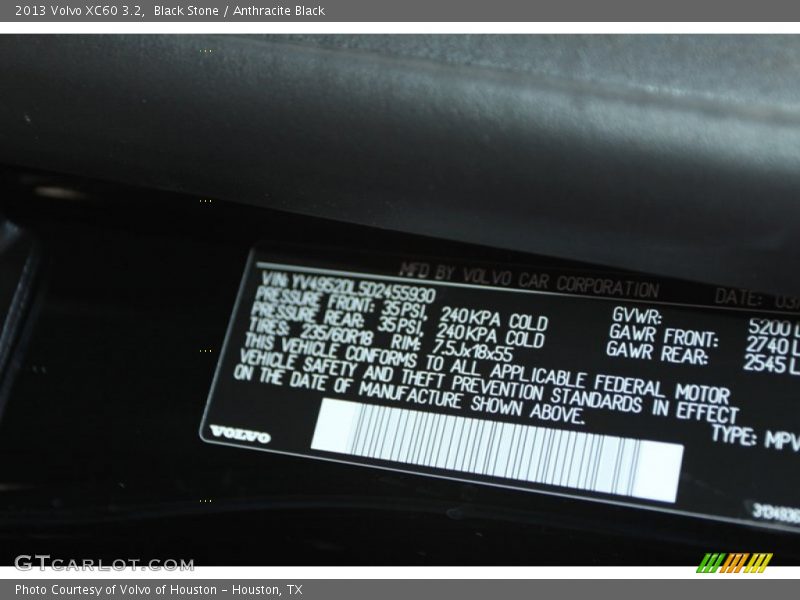 2013 Volvo XC60 3.2, Black Stone / Anthracite Black
MFD BY VOLVO CAR CORPORATION DATE:
VIN: YV4952DL5D2455930
PRESSURE FRONT: 35PSI, 240KPA COLD GVWR: 5200
PRESSURE REAR: 35PSI, 240KPA COLD GAWR FRONT: 2740 L
TIRES: 235/60R18 RIM: 7,5Jx18x55 GAWR REAR: 2545 L
THIS VEHICLE CONFORMS TO ALL APPLICABLE FEDERAL MOTOR
VEHICLE SAFETY AND THEFT PREVENTION STANDARDS IN EFFECT
ON THE DATE OF MANUFACTURE SHOWN ABOVE.
TYPE: MPV
VOLVO
GTCARLOT.COM
Photo Courtesy of Volvo of Houston - Houston, TX